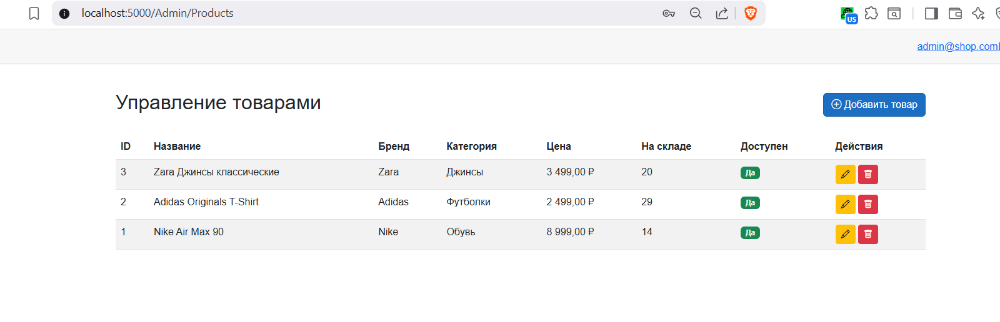 localhost:5000/Admin/Products
US
admin@shop.com
Управление товарами
Добавить товар
ID Название Бренд Категория Цена На складе Доступен Действия
3 Zara Джинсы классические Zara Джинсы 3 499,00 ₽ 20 Да
2 Adidas Originals T-Shirt Adidas Футболки 2 499,00 ₽ 29 Да
1 Nike Air Max 90 Nike Обувь 8 999,00 ₽ 14 Да